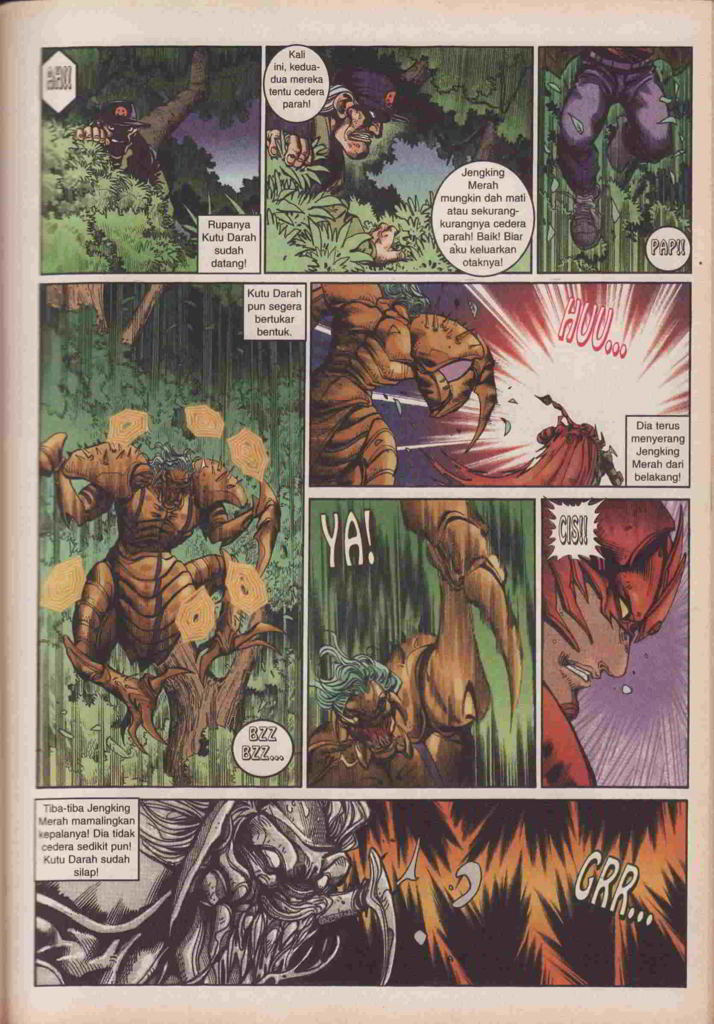 AH!!
Rupanya
Kutu Darah
sudah
datang!
Kali
ini, kedua-
dua mereka
tentu cedera
parah!
Jengking
Merah
mungkin dah mati
atau sekurang-
kurangnya cedera
parah! Baik! Biar
aku keluarkan
otaknya!
PAP!!
Kutu Darah
pun segera
bertukar
bentuk.
BZZ
BZZ...
HUU...
Dia terus
menyerang
Jengking
Merah dari
belakang!
YA!
CIS!!
Tiba-tiba Jengking
Merah mamalingkan
kepalanya! Dia tidak
cedera sedikit pun!
Kutu Darah sudah
silap!
GRR...